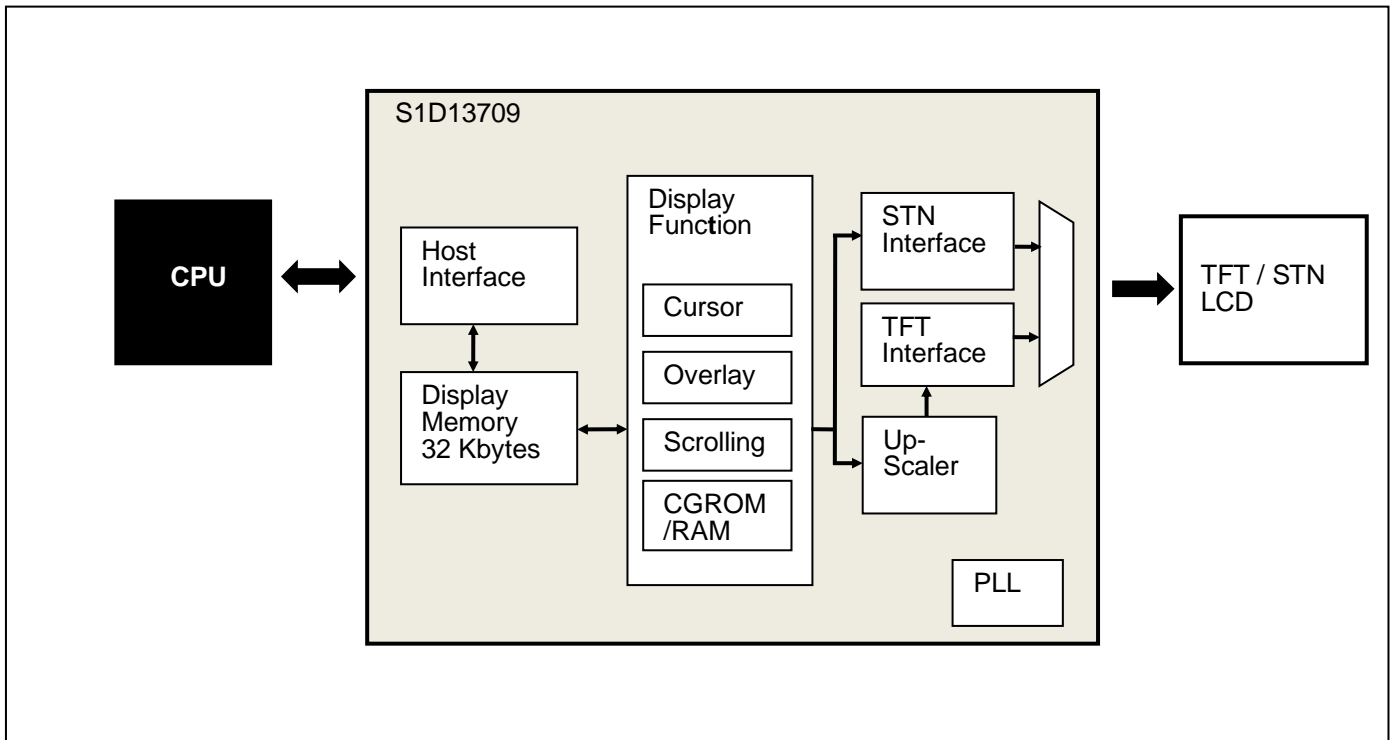 S1D13709
CPU
Host
Interface
Display
Memory
32 Kbytes
Display
Function
Cursor
Overlay
Scrolling
CGROM
/RAM
STN
Interface
TFT
Interface
Up-
Scaler
PLL
TFT / STN
LCD